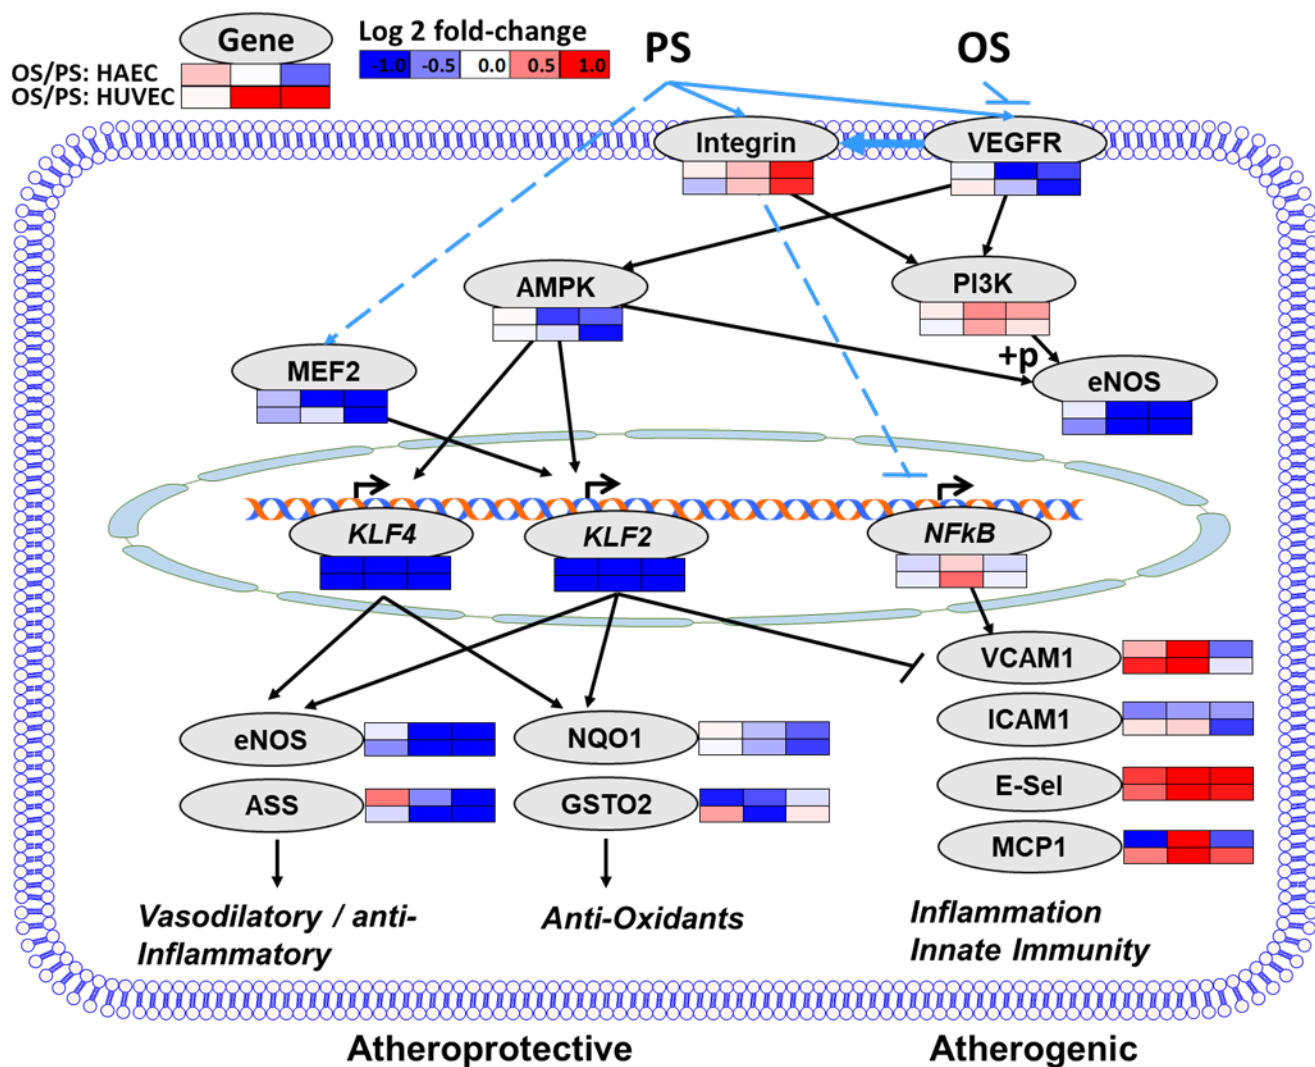 Gene
Log 2 fold-change
-1.0 -0.5 0.0 0.5 1.0
OS/PS: HAEC
OS/PS: HUVEC
PS
OS
Integrin
VEGFR
AMPK
PI3K
+p
MEF2
eNOS
KLF4
KLF2
NFkB
VCAM1
ICAM1
eNOS
NQO1
E-Sel
ASS
GSTO2
MCP1
Vasodilatory / anti-
Inflammatory
Anti-Oxidants
Inflammation
Innate Immunity
Atheroprotective
Atherogenic